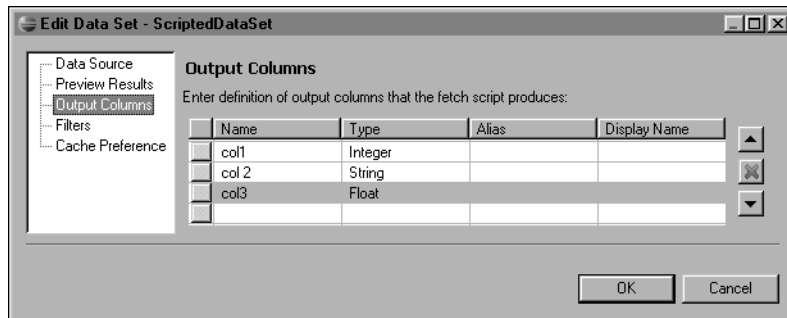 Edit Data Set - ScriptedDataSet
Data Source
Preview Results
Output Columns
Filters
Cache Preference
Output Columns
Enter definition of output columns that the fetch script produces:
Name Type Alias Display Name
col1 Integer
col 2 String
col3 Float
OK Cancel